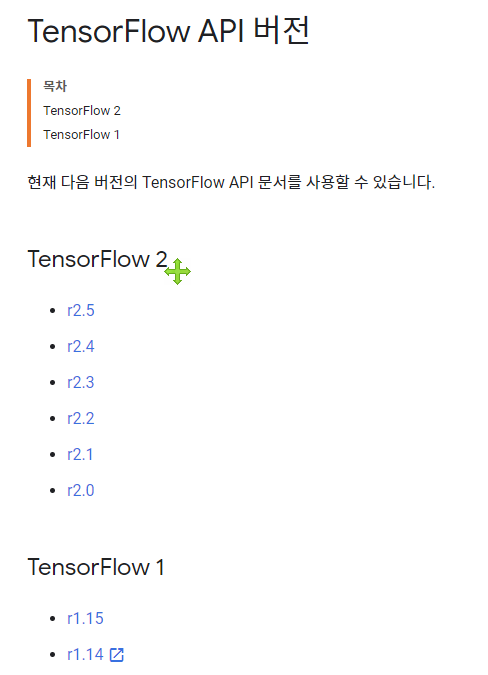 TensorFlow API 버전
목차
TensorFlow 2
TensorFlow 1
현재 다음 버전의 TensorFlow API 문서를 사용할 수 있습니다.
TensorFlow 2
r2.5
r2.4
r2.3
r2.2
r2.1
r2.0
TensorFlow 1
r1.15
r1.14